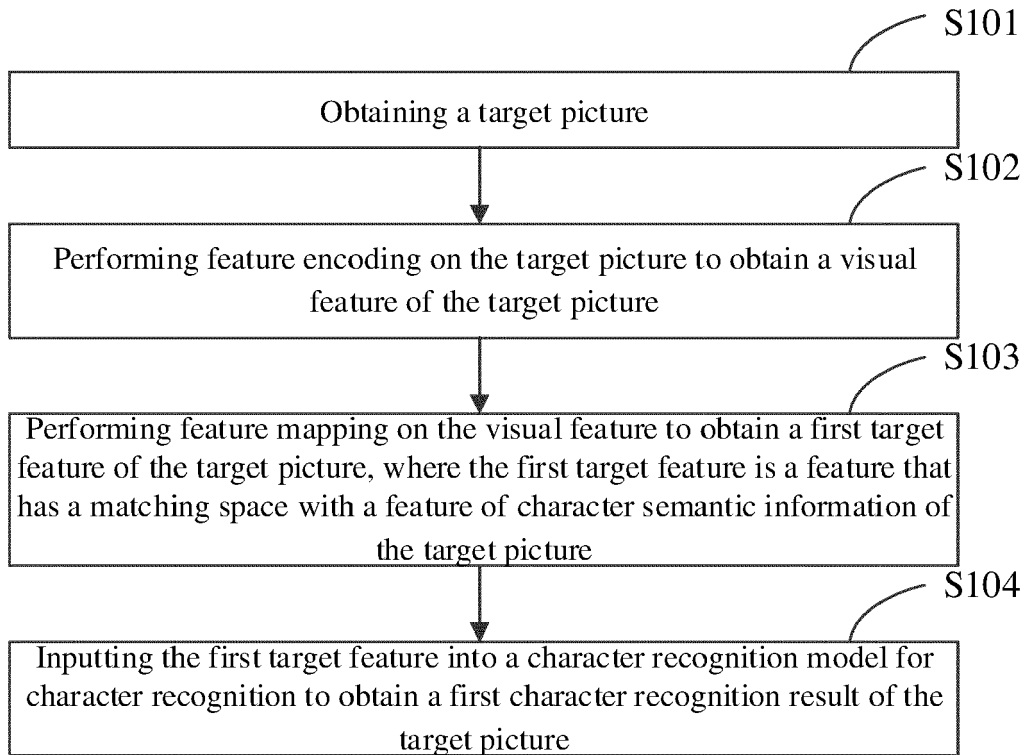 S101
Obtaining a target picture
S102
Performing feature encoding on the target picture to obtain a visual
feature of the target picture
S103
Performing feature mapping on the visual feature to obtain a first target
feature of the target picture, where the first target feature is a feature that
has a matching space with a feature of character semantic information of
the target picture
S104
Inputting the first target feature into a character recognition model for
character recognition to obtain a first character recognition result of the
target picture